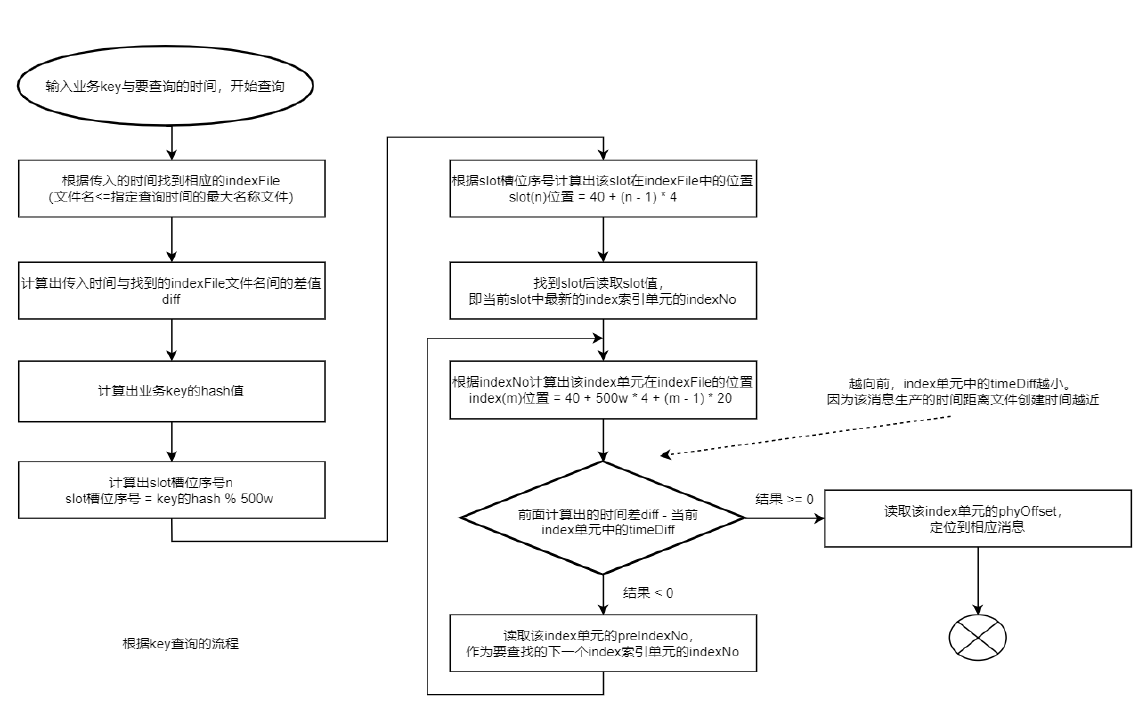 输入业务key与要查询的时间，开始查询
根据传入的时间找到相应的indexFile
(文件名<=指定查询时间的最大名称文件)
计算出传入时间与找到的indexFile文件名间的差值
diff
计算出业务key的hash值
计算出slot槽位序号n
slot槽位序号 = key的hash % 500w
根据slot槽位序号计算出该slot在indexFile中的位置
slot(n)位置 = 40 + (n - 1) * 4
找到slot后读取slot值，
即当前slot中最新的index索引单元的indexNo
根据indexNo计算出该index单元在indexFile的位置
index(m)位置 = 40 + 500w * 4 + (m - 1) * 20
越向前，index单元中的timeDiff越小。
因为该消息生产的时间距离文件创建时间越近
前面计算出的时间差diff - 当前
index单元中的timeDiff
结果 >= 0
读取该index单元的phyOffset，
定位到相应消息
结果 < 0
读取该index单元的preIndexNo，
作为要查找的下一个index索引单元的indexNo
根据key查询的流程